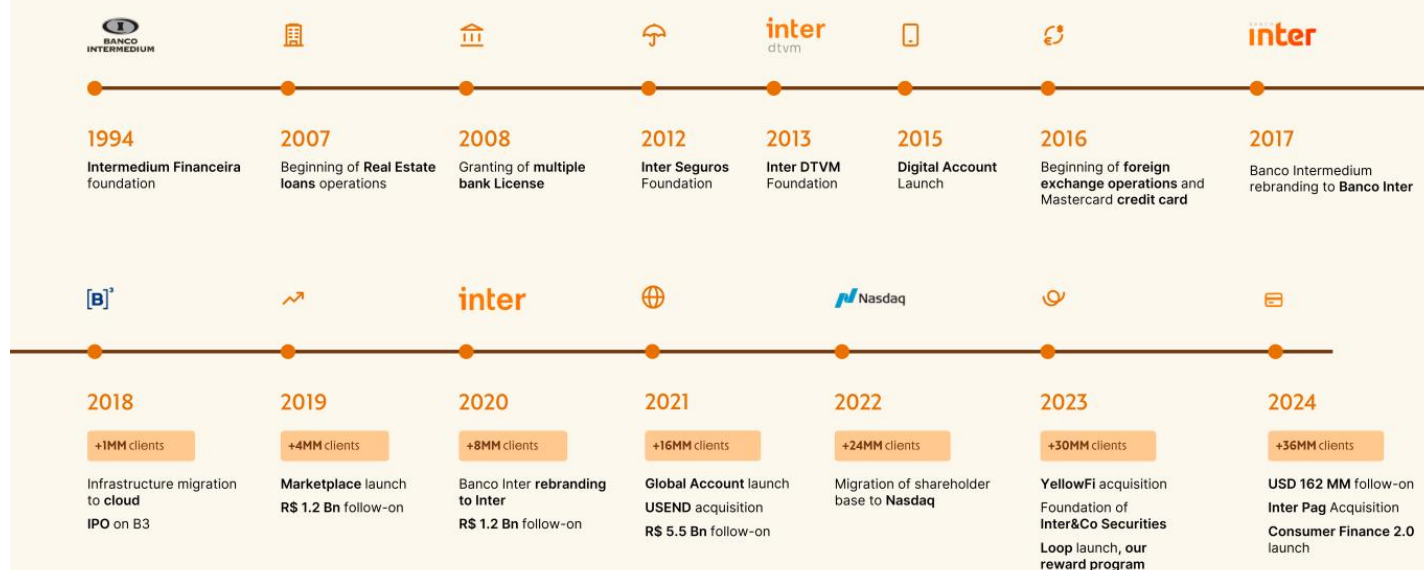 BANCO
INTERMEDIUM
inter
dtvm
inter
1994
Intermedium Financeira
foundation
2007
Beginning of Real Estate
loans operations
2008
Granting of multiple
bank License
2012
Inter Seguros
Foundation
2013
Inter DTVM
Foundation
2015
Digital Account
Launch
2016
Beginning of foreign
exchange operations and
Mastercard credit card
2017
Banco Intermedium
rebranding to Banco Inter
[B]³
inter
Nasdaq
2018
+1MM clients
Infrastructure migration
to cloud
IPO on B3
2019
+4MM clients
Marketplace launch
R$ 1.2 Bn follow-on
2020
+8MM clients
Banco Inter rebranding
to Inter
R$ 1.2 Bn follow-on
2021
+16MM clients
Global Account launch
USEND acquisition
R$ 5.5 Bn follow-on
2022
+24MM clients
Migration of shareholder
base to Nasdaq
2023
+30MM clients
YellowFi acquisition
Foundation of
Inter&Co Securities
Loop launch, our
reward program
2024
+36MM clients
USD 162 MM follow-on
Inter Pag Acquisition
Consumer Finance 2.0
launch